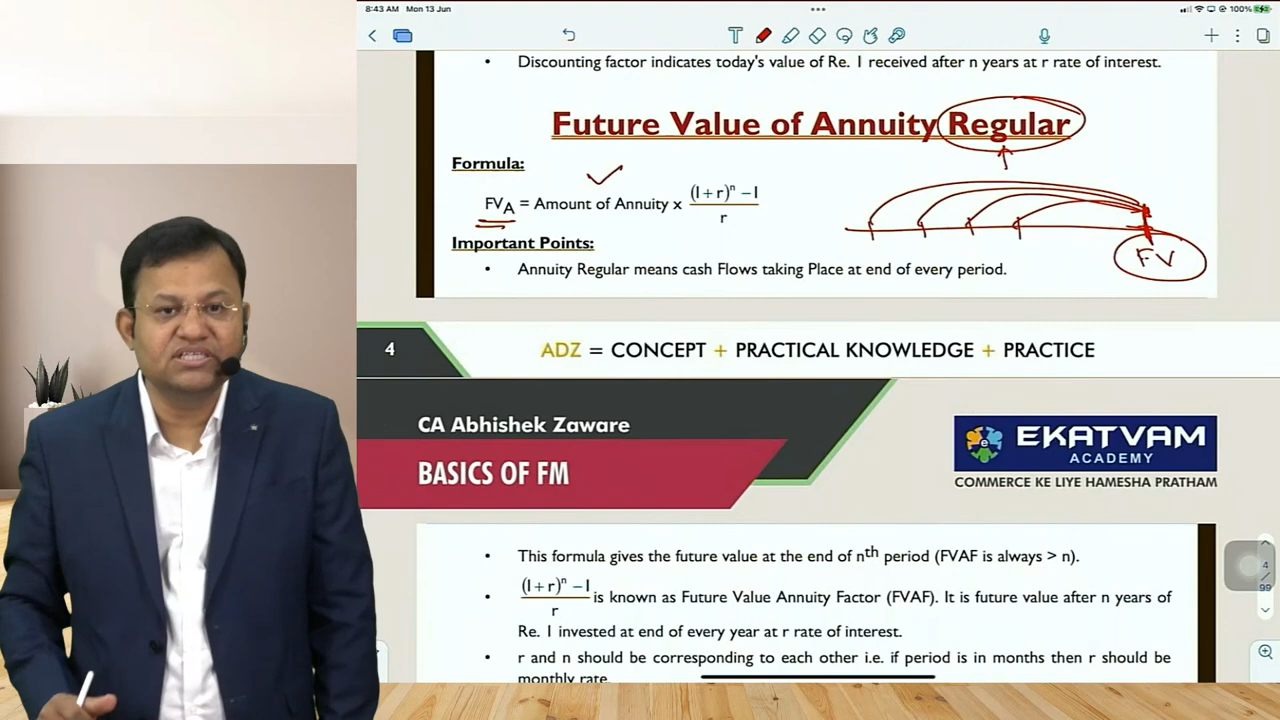 8:43 AM Mon 13 Jun
100%
• Discounting factor indicates today's value of Re. 1 received after n years at r rate of interest.
Future Value of Annuity Regular
Formula:
FVA = Amount of Annuity x ((1+r)^n – 1)/r
Important Points:
FV
• Annuity Regular means cash Flows taking Place at end of every period.
4
ADZ = CONCEPT + PRACTICAL KNOWLEDGE + PRACTICE
CA Abhishek Zaware
BASICS OF FM
EKATVAM
ACADEMY
COMMERCE KE LIYE HAMESHA PRATHAM
• This formula gives the future value at the end of nth period (FVAF is always > n).
• ((1+r)^n – 1)/r is known as Future Value Annuity Factor (FVAF). It is future value after n years of
Re. 1 invested at end of every year at r rate of interest.
• r and n should be corresponding to each other i.e. if period is in months then r should be
monthly rate
4
/
99